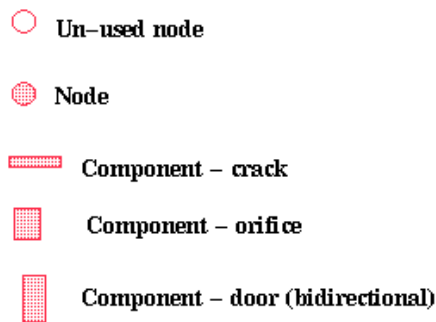 Un-used node
Node
Component - crack
Component - orifice
Component - door (bidirectional)